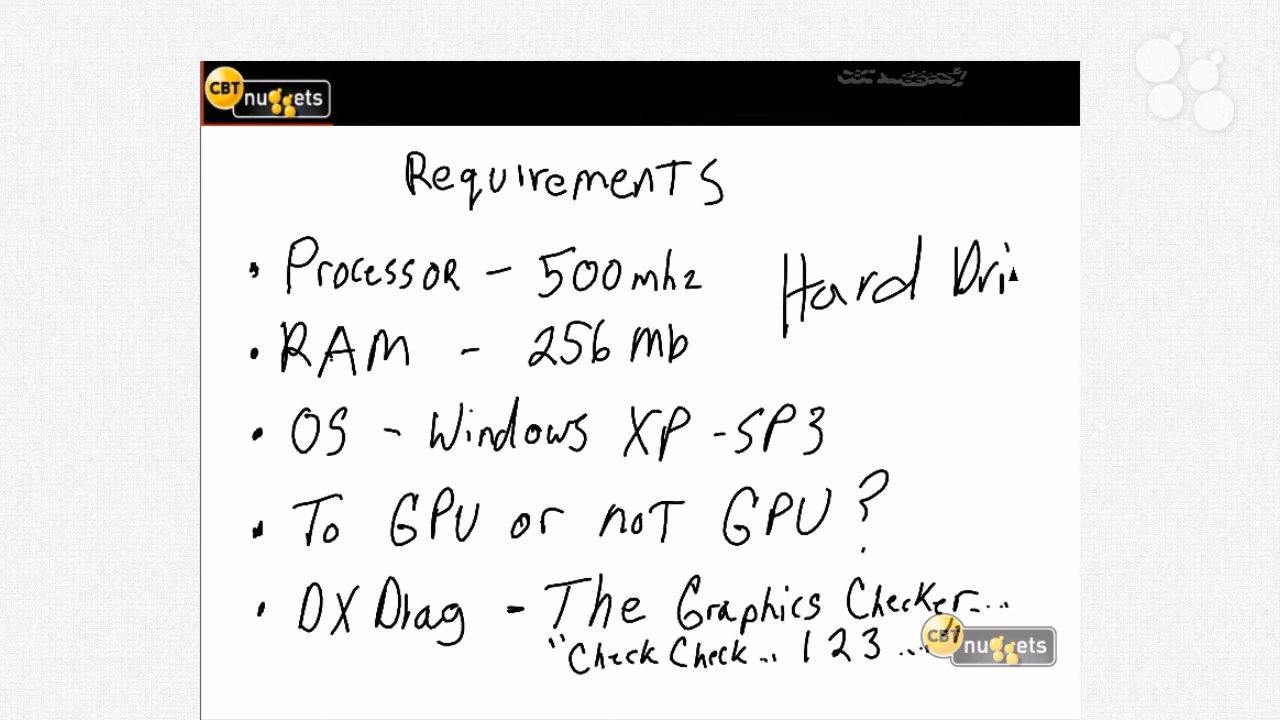 CBT nuggets
Requirements
• Processor - 500mhz
Hard Dri
• RAM - 256 mb
• OS - Windows XP -SP3
• To GPU or not GPU?
• DX Diag - The Graphics Checker...
"Check Check... 1 2 3 ...
CBT nuggets